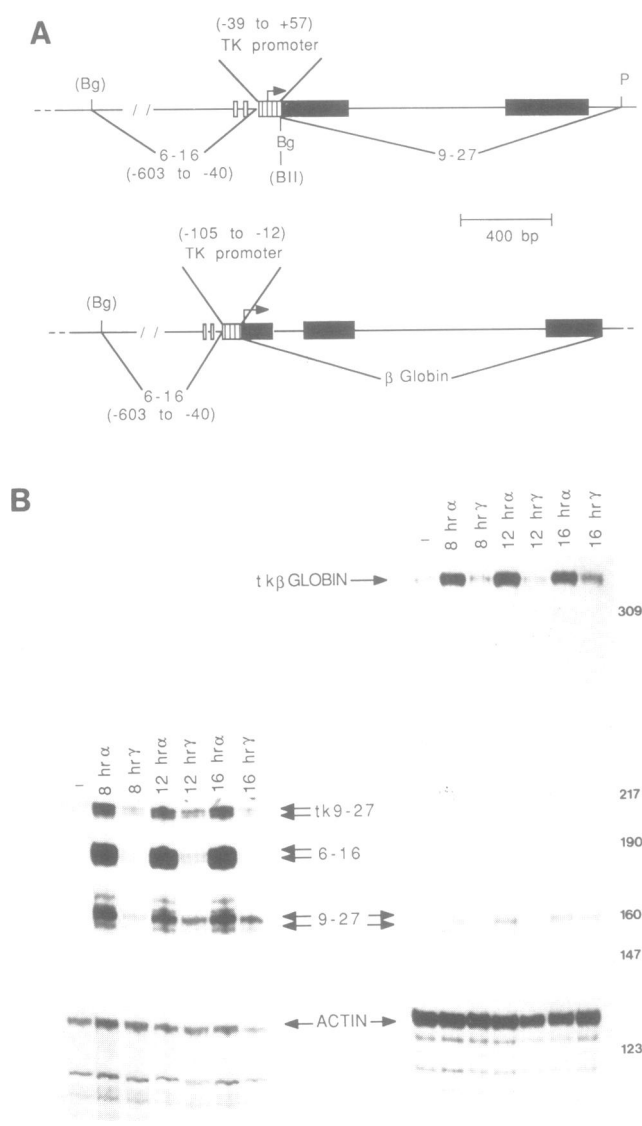 A
(-39 to +57)
TK promoter
(Bg)
P
6-16
(-603 to -40)
Bg
(BII)
9-27
400 bp
(-105 to -12)
TK promoter
(Bg)
6-16
(-603 to -40)
β Globin
B
- 8 hr α 8 hr γ 12 hr α 12 hr γ 16 hr α 16 hr γ
tkβ GLOBIN
309
- 8 hr α 8 hr γ 12 hr α 12 hr γ 16 hr α 16 hr γ
217
tk9-27
190
6-16
160
9-27
147
ACTIN
123